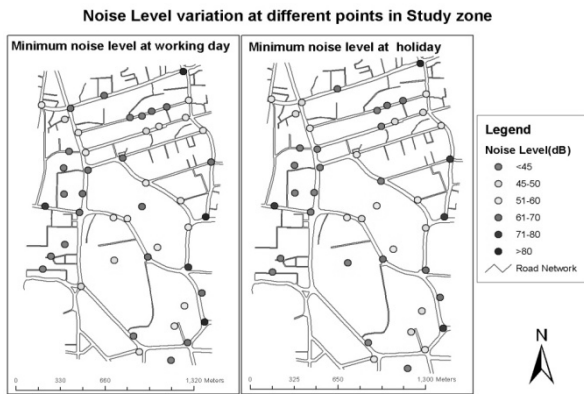 Noise Level variation at different points in Study zone
Minimum noise level at working day
Minimum noise level at holiday
Legend
Noise Level(dB)
<45
45-50
51-60
61-70
71-80
>80
Road Network
N
0 330 660 1,320 Meters
0 325 650 1,300 Meters